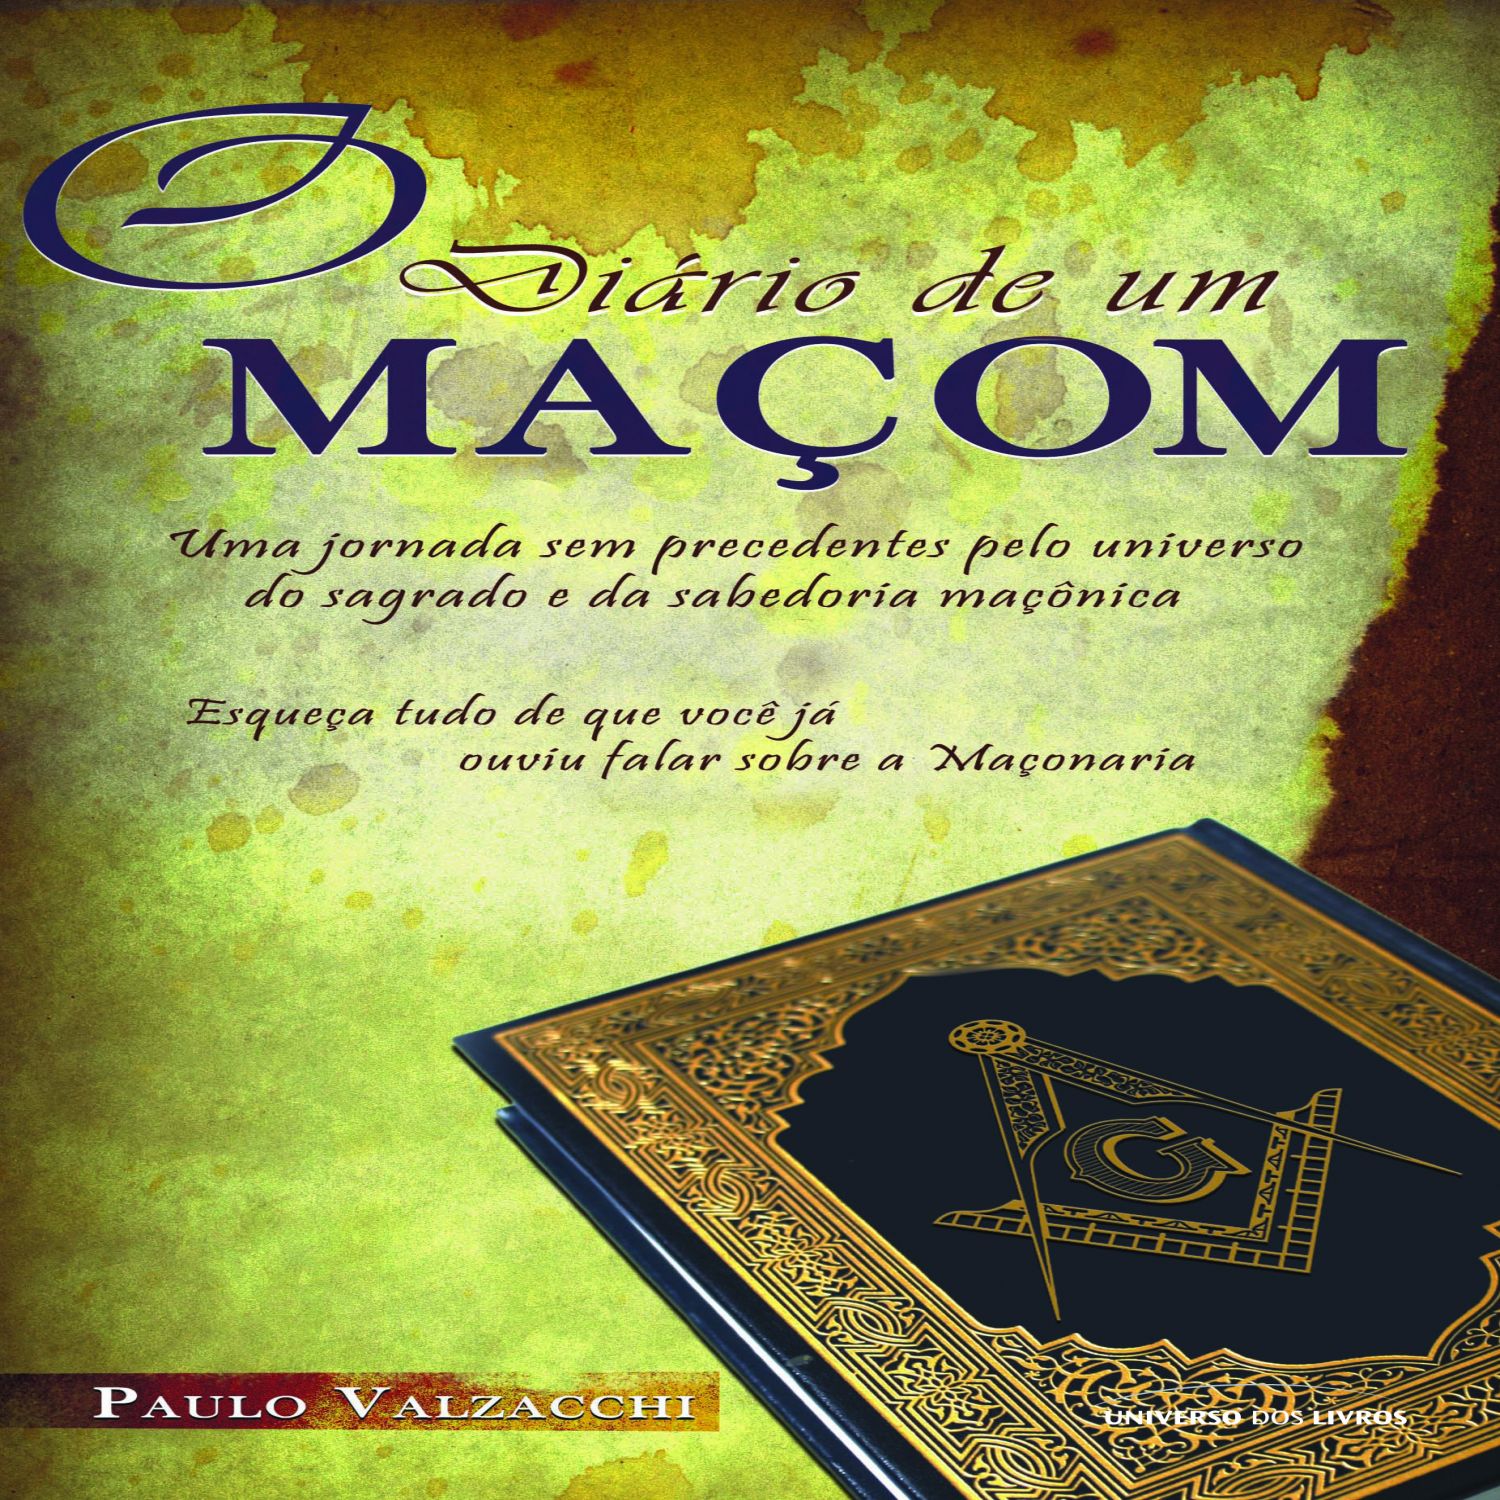 O
Diário de um
MAÇOM
Uma jornada sem precedentes pelo universo
do sagrado e da sabedoria maçônica
Esqueça tudo de que você já
ouviu falar sobre a Maçonaria
G
PAULO VALZACCHI
UNIVERSO DOS LIVROS